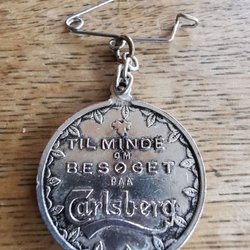 TIL MINDE
OM
BESØGET
PAA
Carlsberg